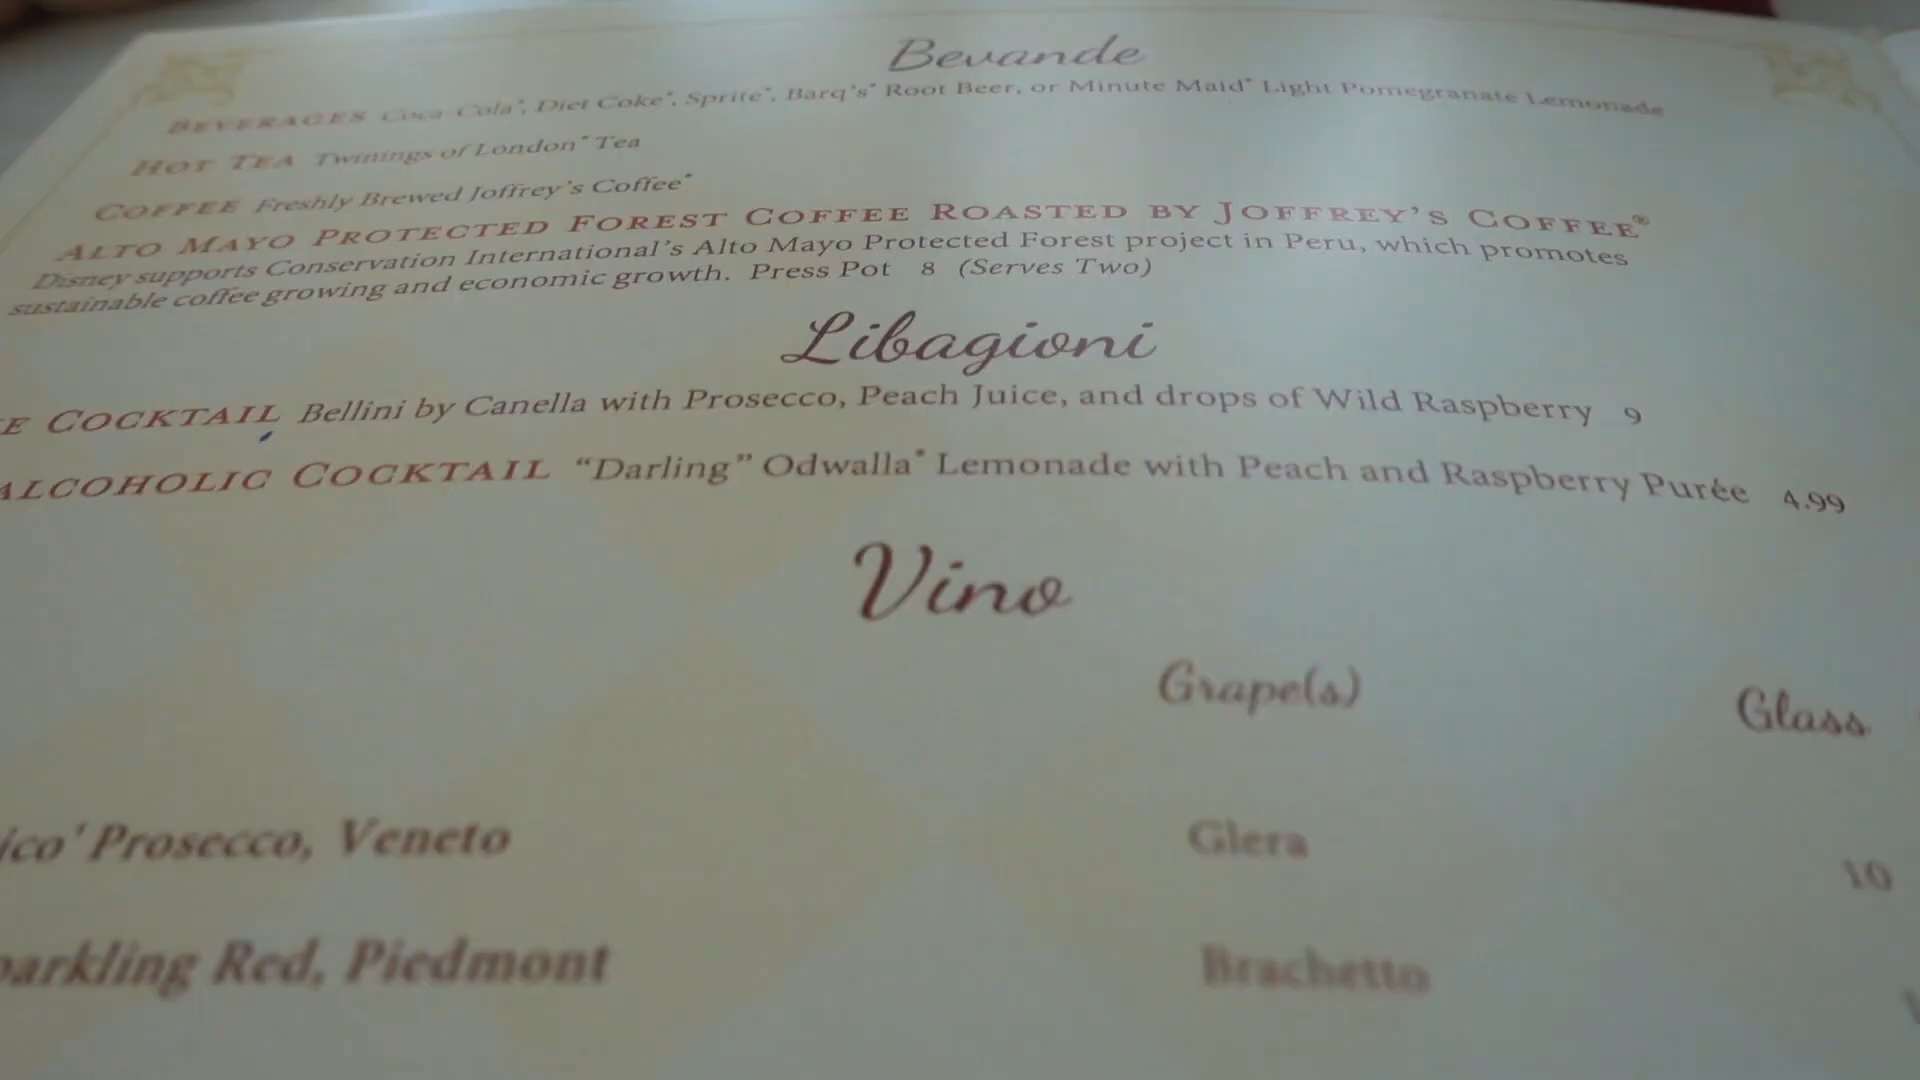 Bevande
BEVERAGES Coca-Cola®, Diet Coke®, Sprite®, Barq's® Root Beer, or Minute Maid® Light Pomegranate Lemonade
HOT TEA Twinings of London® Tea
COFFEE Freshly Brewed Joffrey's Coffee®
ALTO MAYO PROTECTED FOREST COFFEE ROASTED BY JOFFREY'S COFFEE®
Disney supports Conservation International's Alto Mayo Protected Forest project in Peru, which promotes
sustainable coffee growing and economic growth. Press Pot 8 (Serves Two)
Libagioni
E COCKTAIL Bellini by Canella with Prosecco, Peach Juice, and drops of Wild Raspberry 9
ALCOHOLIC COCKTAIL “Darling” Odwalla® Lemonade with Peach and Raspberry Purée 4.99
Vino
Grape(s) Glass
ico' Prosecco, Veneto Glera 10
parkling Red, Piedmont Brachetto